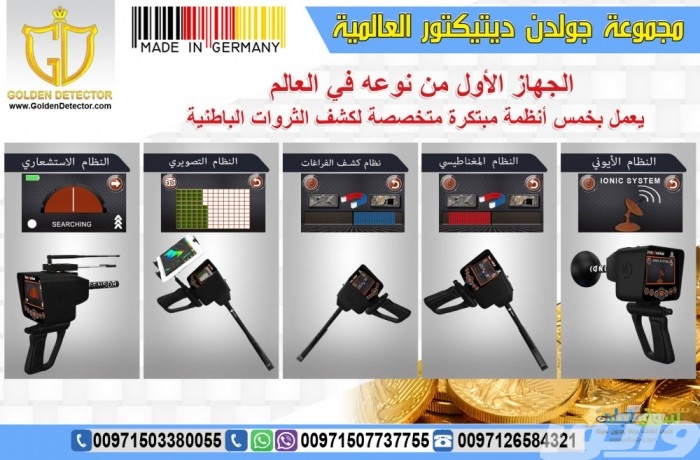 مجموعة جولدن ديتيكتور العالمية
MADE IN GERMANY
GD
GOLDEN DETECTOR
www.GoldenDetector.com
الجهاز الأول من نوعه في العالم
يعمل بخمس أنظمة مبتكرة متخصصة لكشف الثروات الباطنية
النظام الأيوني
IONIC SYSTEM
النظام المغناطيسي
نظام كشف الفراغات
النظام التصويري
3D
النظام الاستشعاري
SEARCHING
00971503380055
00971507737755
0097126584321